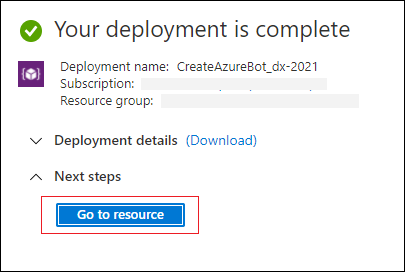 Your deployment is complete
Deployment name: CreateAzureBot_dx-2021
Subscription:
Resource group:
Deployment details (Download)
Next steps
Go to resource